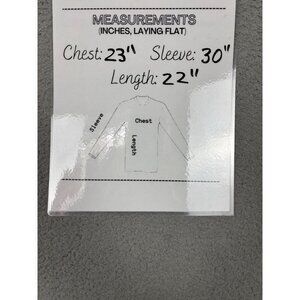 MEASUREMENTS
(INCHES, LAYING FLAT)
Chest: 23" Sleeve: 30"
Length: 22"
Chest
Sleeve
Length